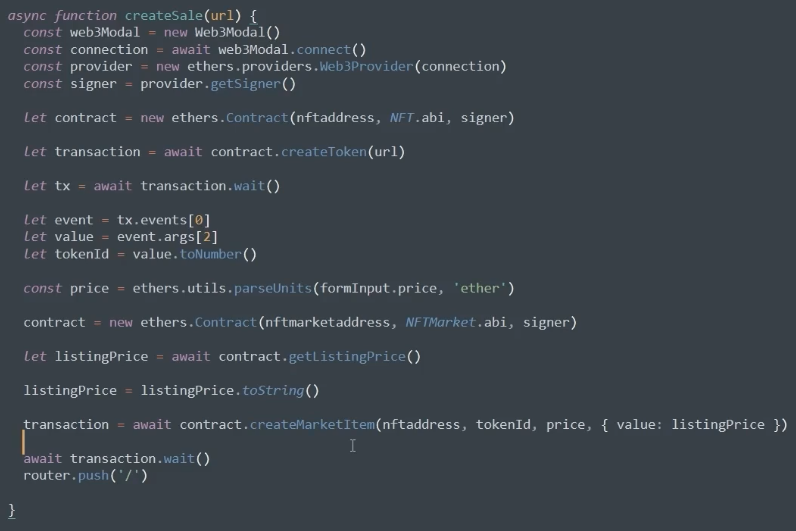 async function createSale(url) {
const web3Modal = new Web3Modal()
const connection = await web3Modal.connect()
const provider = new ethers.providers.Web3Provider(connection)
const signer = provider.getSigner()
let contract = new ethers.Contract(nftaddress, NFT.abi, signer)
let transaction = await contract.createToken(url)
let tx = await transaction.wait()
let event = tx.events[0]
let value = event.args[2]
let tokenId = value.toNumber()
const price = ethers.utils.parseUnits(formInput.price, 'ether')
contract = new ethers.Contract(nftmarketaddress, NFTMarket.abi, signer)
let listingPrice = await contract.getListingPrice()
listingPrice = listingPrice.toString()
transaction = await contract.createMarketItem(nftaddress, tokenId, price, { value: listingPrice })
await transaction.wait()
router.push('/')
}